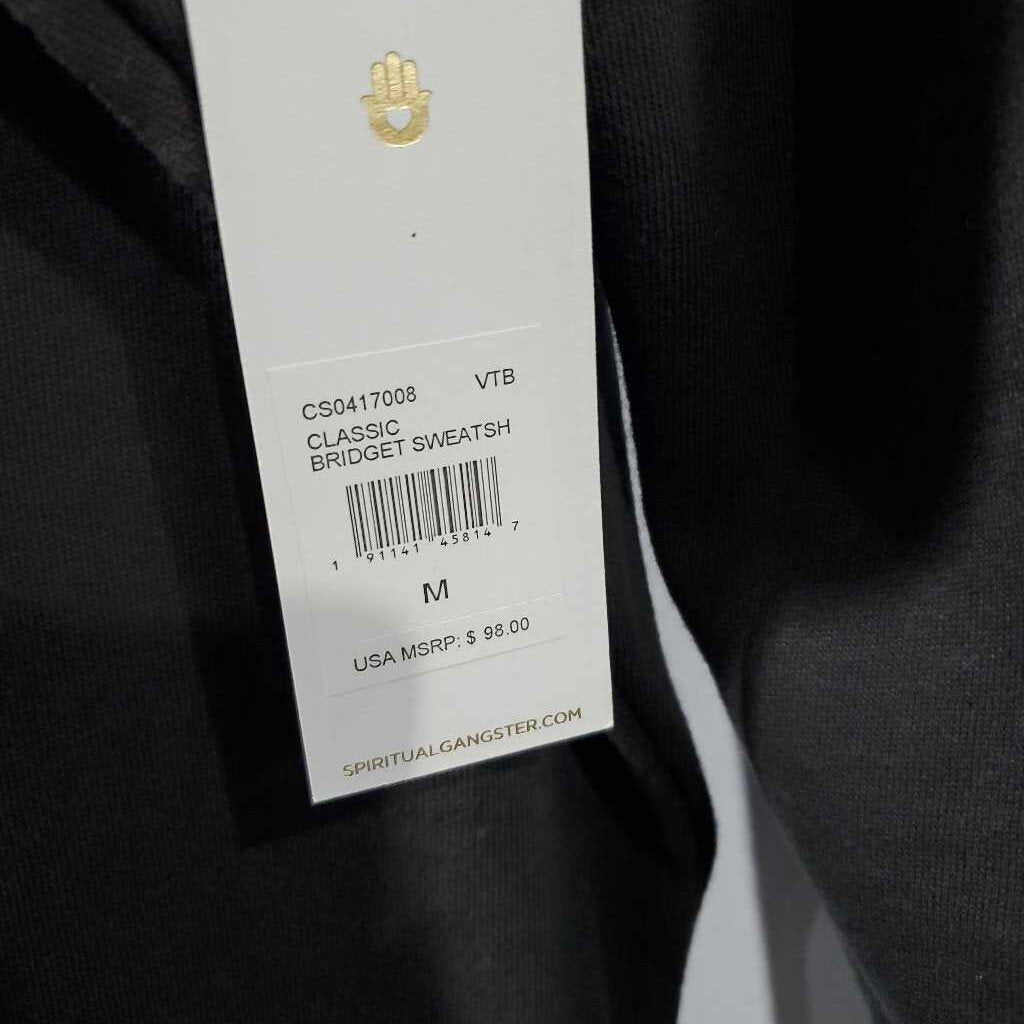 CS0417008 VTB
CLASSIC
BRIDGET SWEATSH
1 91141 45814 7
M
USA MSRP: $ 98.00
SPIRITUALGANGSTER.COM